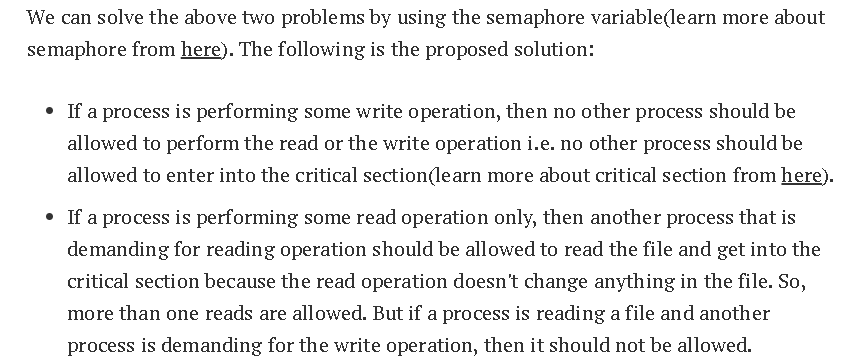 We can solve the above two problems by using the semaphore variable(learn more about
semaphore from here). The following is the proposed solution:
• If a process is performing some write operation, then no other process should be
allowed to perform the read or the write operation i.e. no other process should be
allowed to enter into the critical section(learn more about critical section from here).
• If a process is performing some read operation only, then another process that is
demanding for reading operation should be allowed to read the file and get into the
critical section because the read operation doesn't change anything in the file. So,
more than one reads are allowed. But if a process is reading a file and another
process is demanding for the write operation, then it should not be allowed.